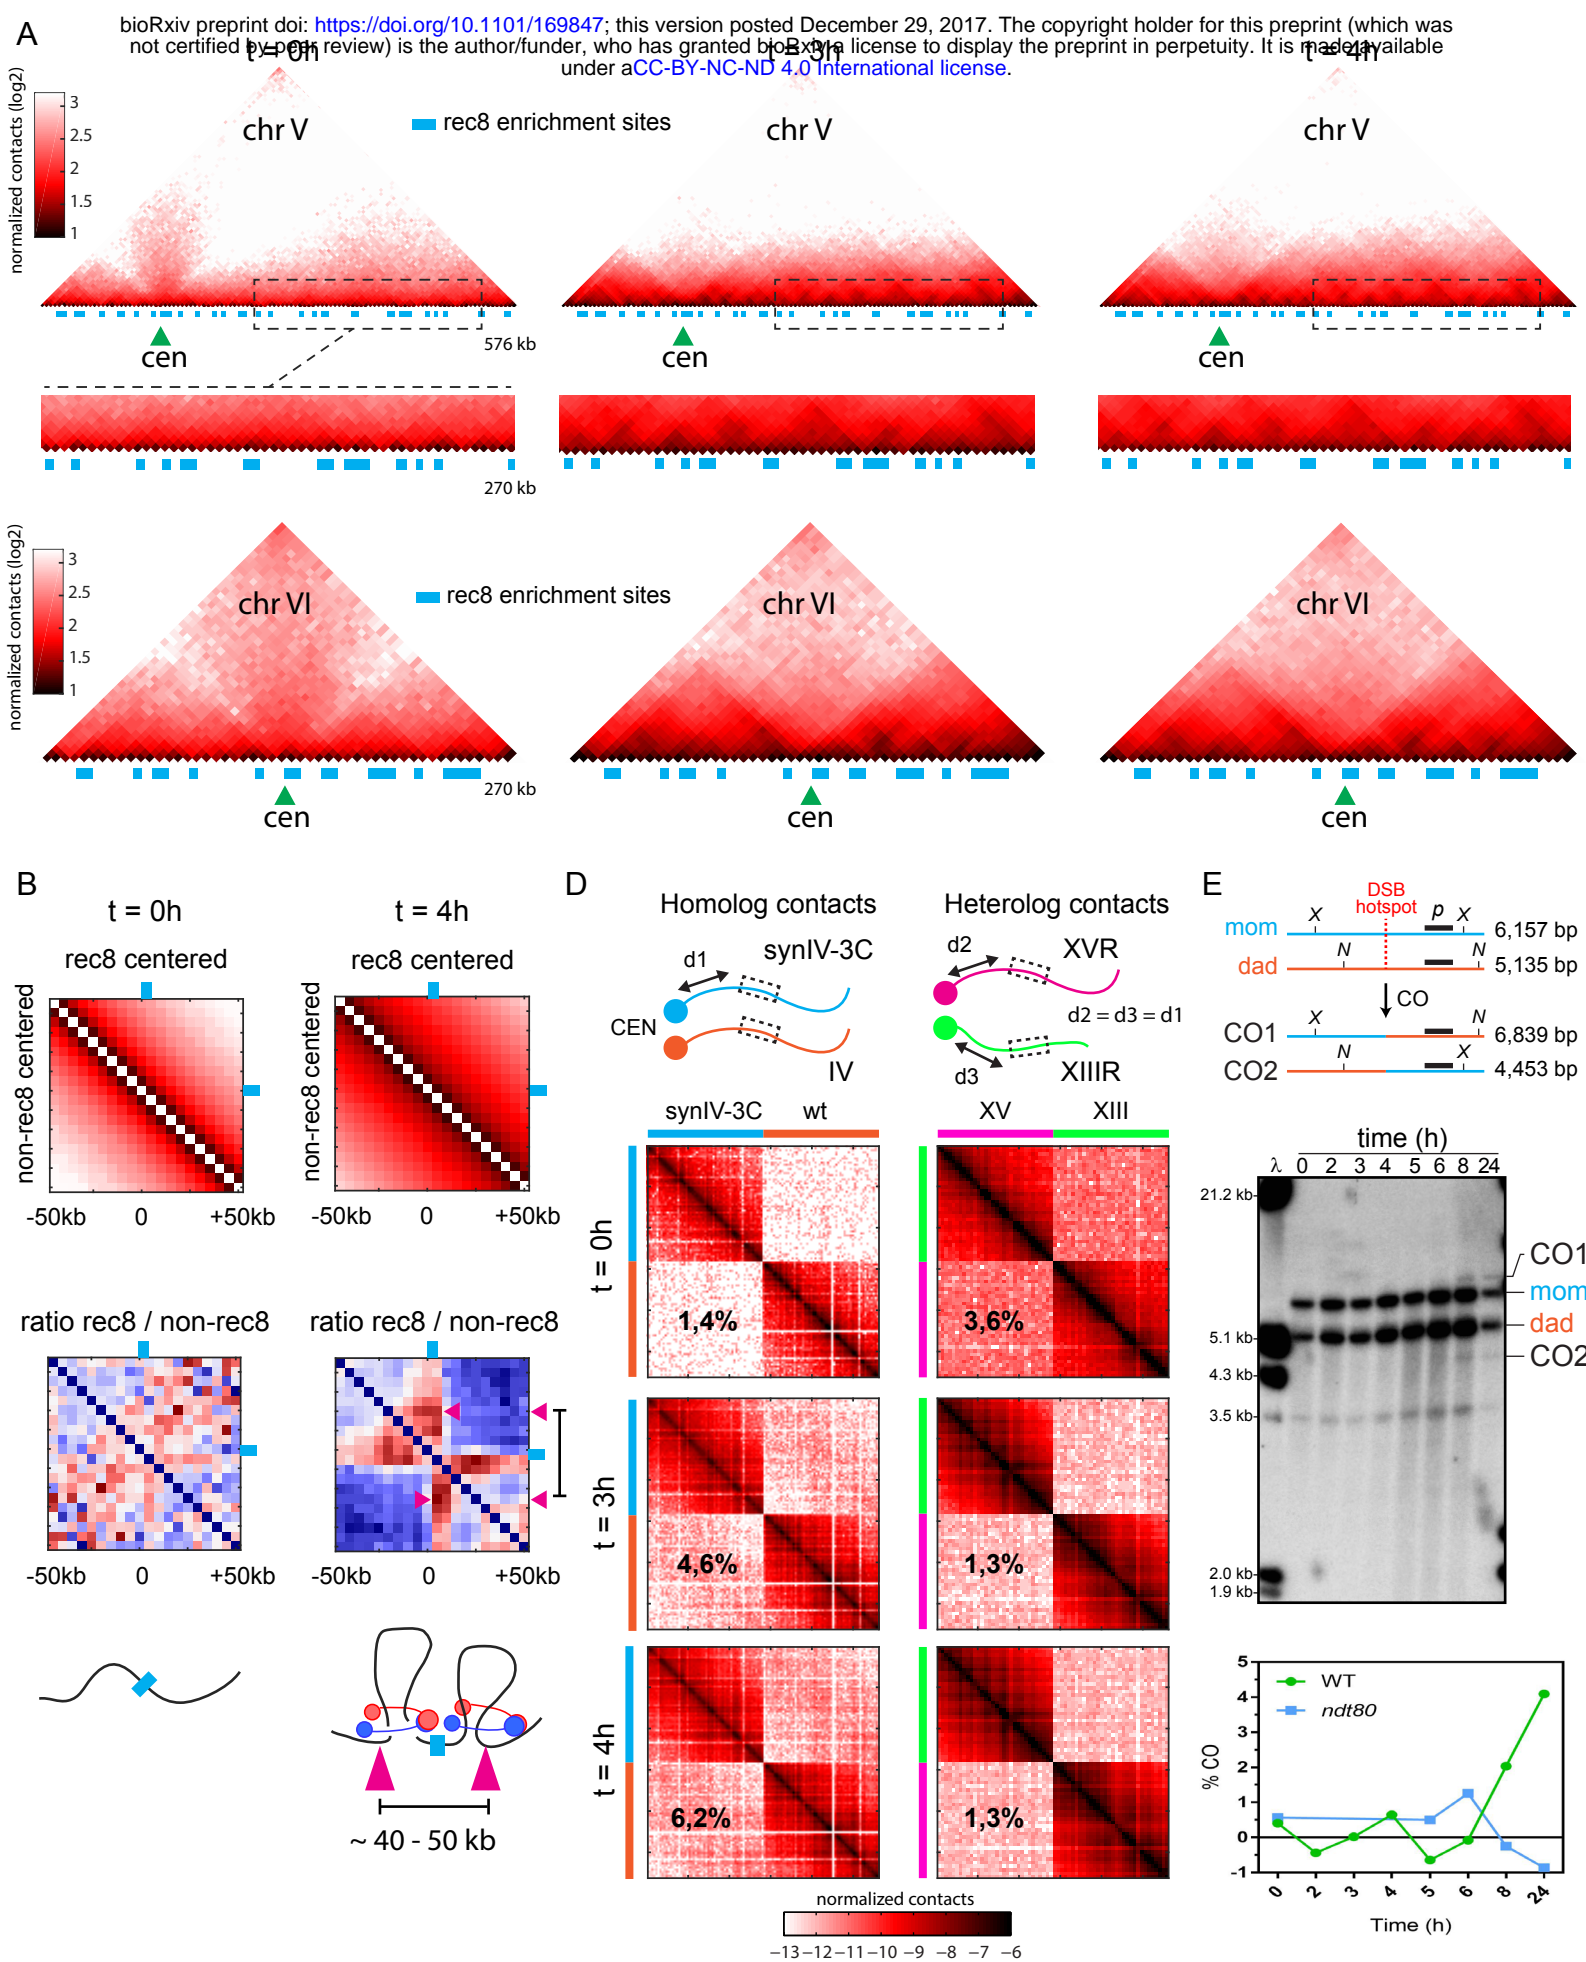 bioRxiv preprint doi: https://doi.org/10.1101/169847; this version posted December 29, 2017. The copyright holder for this preprint (which was
not certified by peer review) is the author/funder, who has granted bioRxiv a license to display the preprint in perpetuity. It is made available
under aCC-BY-NC-ND 4.0 International license.
A
t = 0h
t = 3h
t = 4h
normalized contacts (log2)
3
2.5
2
1.5
1
chr V
rec8 enrichment sites
chr V
chr V
cen
576 kb
cen
cen
270 kb
normalized contacts (log2)
3
2.5
2
1.5
1
chr VI
rec8 enrichment sites
chr VI
chr VI
270 kb
cen
cen
cen
B
t = 0h
t = 4h
rec8 centered
rec8 centered
non-rec8 centered
non-rec8 centered
-50kb 0 +50kb
-50kb 0 +50kb
ratio rec8 / non-rec8
ratio rec8 / non-rec8
-50kb 0 +50kb
-50kb 0 +50kb
~ 40 - 50 kb
D
Homolog contacts
Heterolog contacts
d1
synIV-3C
CEN
IV
d2
XVR
d2 = d3 = d1
d3
XIIIR
synIV-3C wt
XV XIII
t = 0h
1,4%
3,6%
t = 3h
4,6%
1,3%
t = 4h
6,2%
1,3%
normalized contacts
−13 −12 −11 −10 −9 −8 −7 −6
E
DSB
hotspot
X p X
mom 6,157 bp
N N
dad 5,135 bp
CO
X N
CO1 6,839 bp
N X
CO2 4,453 bp
time (h)
λ 0 2 3 4 5 6 8 24
21.2 kb
5.1 kb
4.3 kb
3.5 kb
2.0 kb
1.9 kb
CO1
mom
dad
CO2
% CO
5
4
3
2
1
0
-1
WT
ndt80
0 2 3 4 5 6 8 24
Time (h)